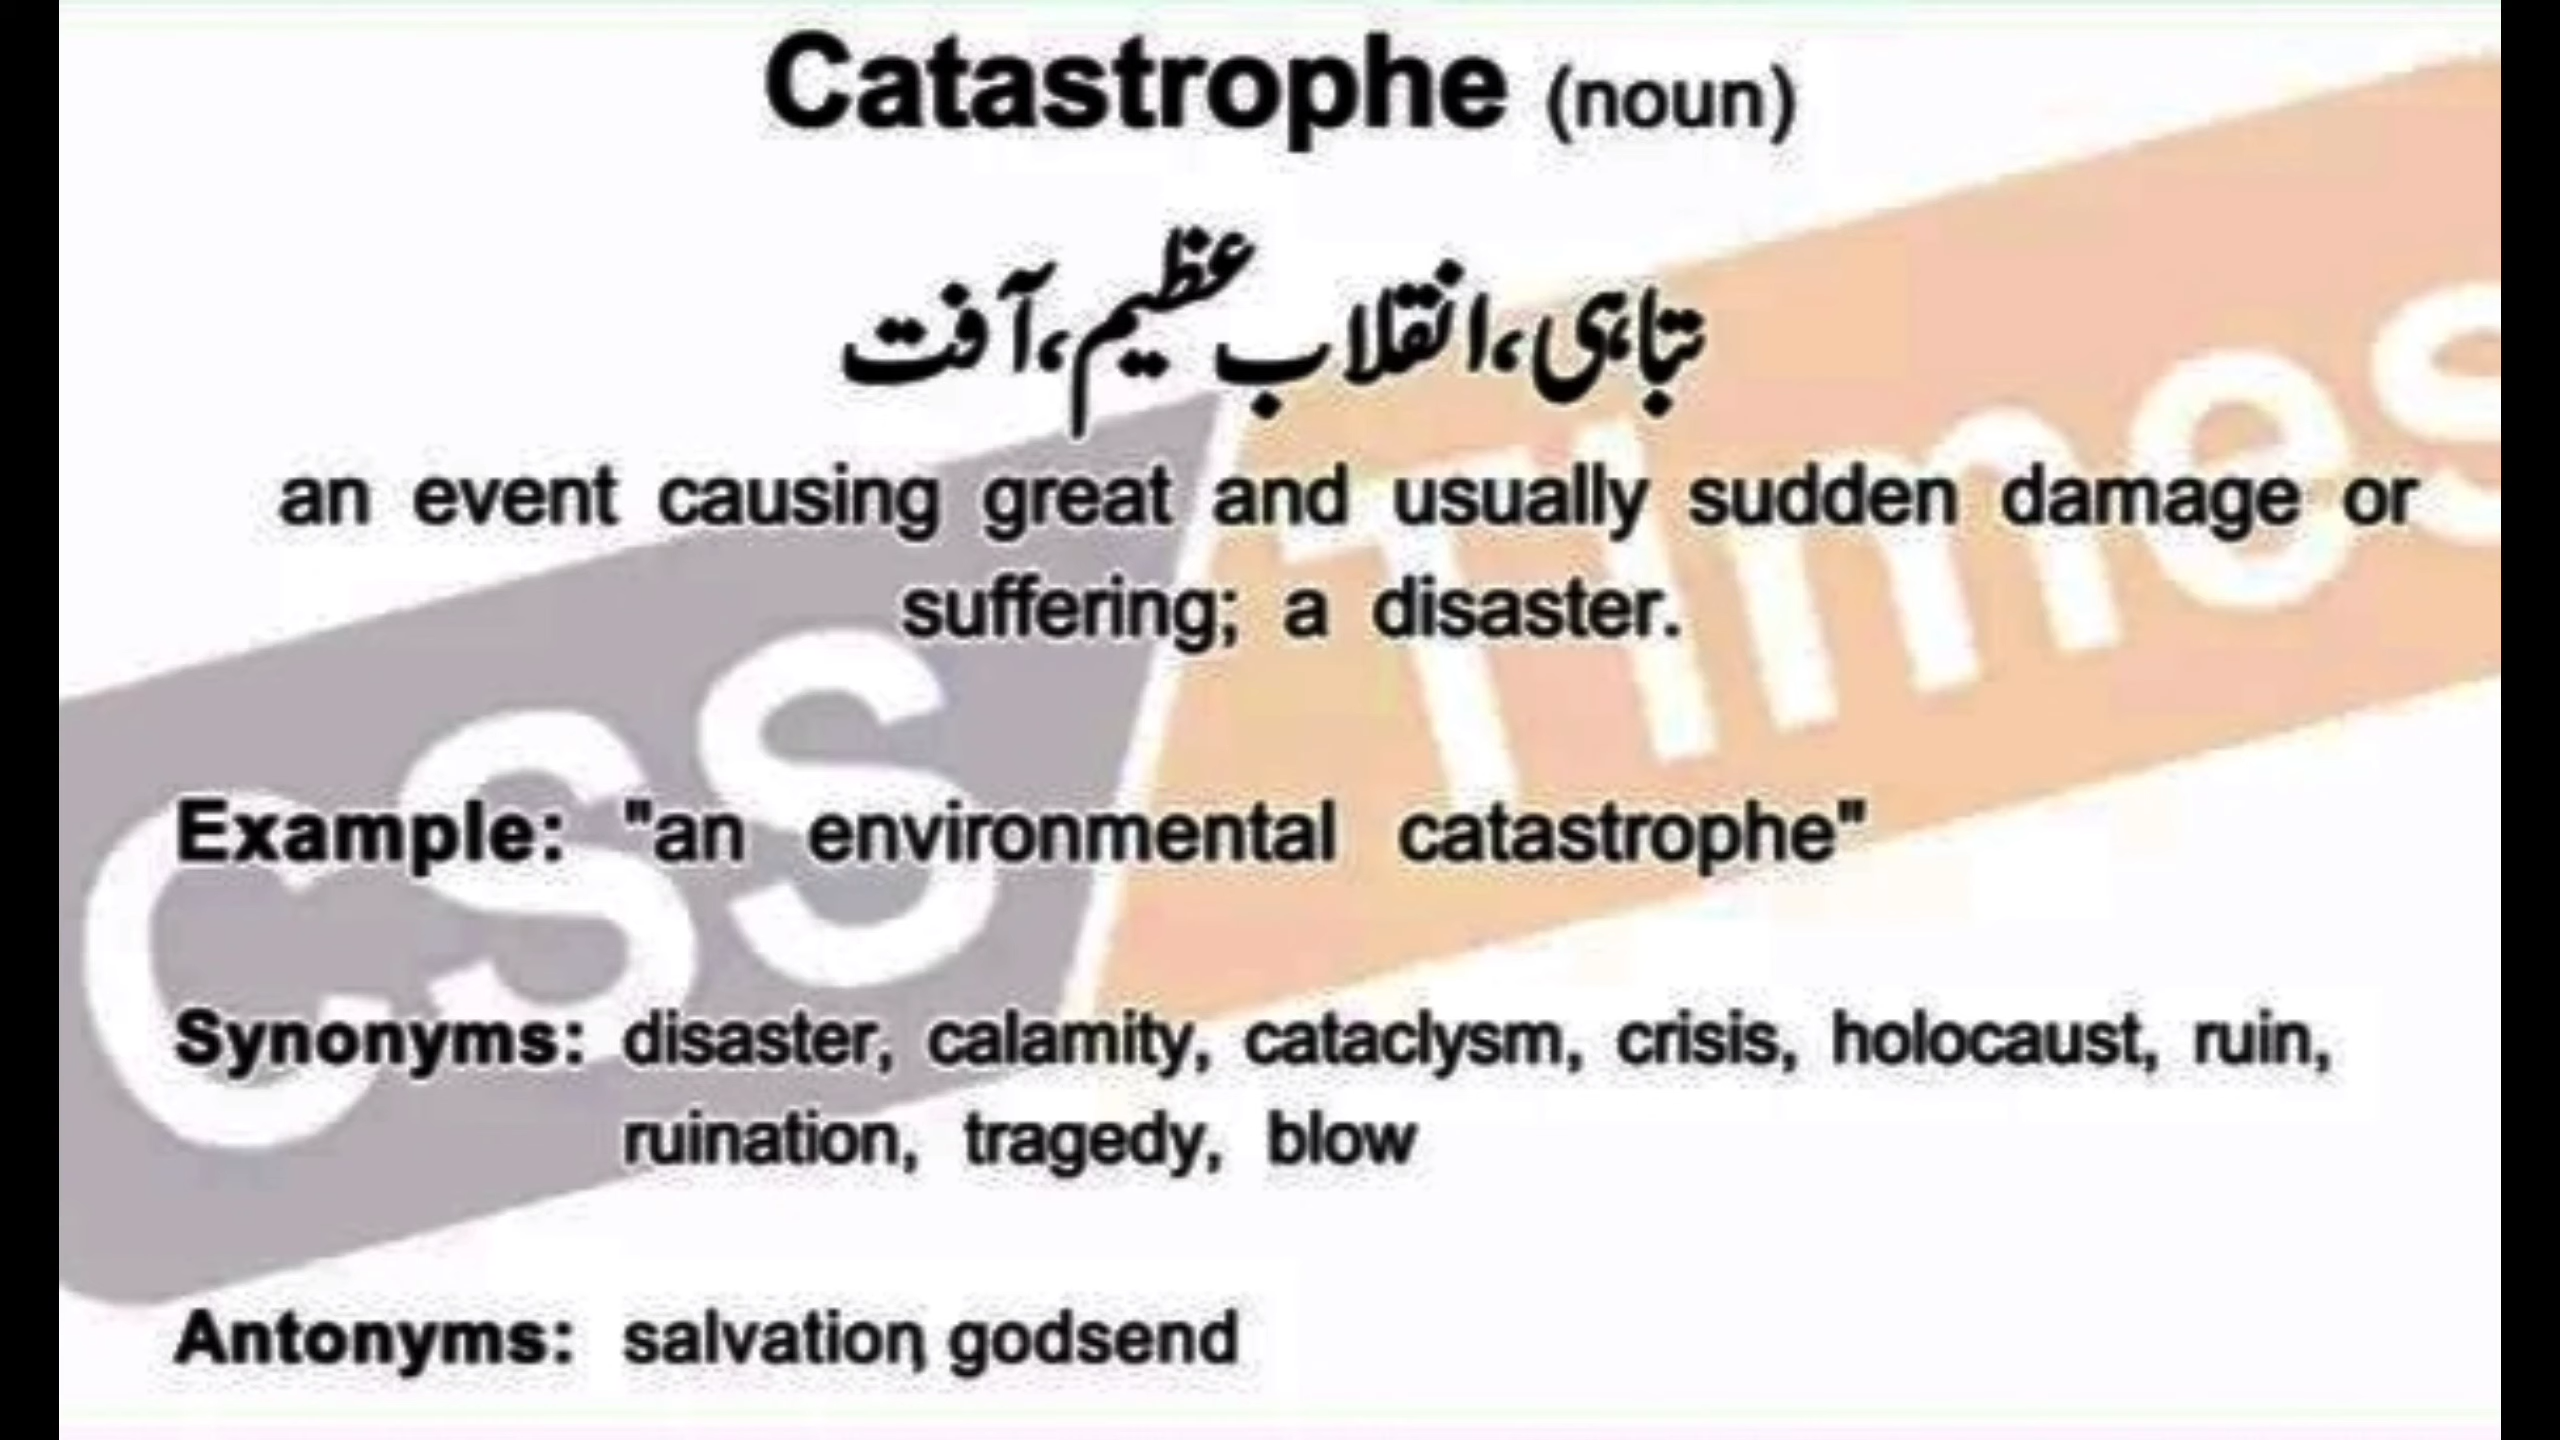 Catastrophe (noun)
تباہی، انقلاب عظیم، آفت
an event causing great and usually sudden damage or
suffering; a disaster.
Example: "an environmental catastrophe"
Synonyms: disaster, calamity, cataclysm, crisis, holocaust, ruin,
ruination, tragedy, blow
Antonyms: salvation, godsend
CSS Times